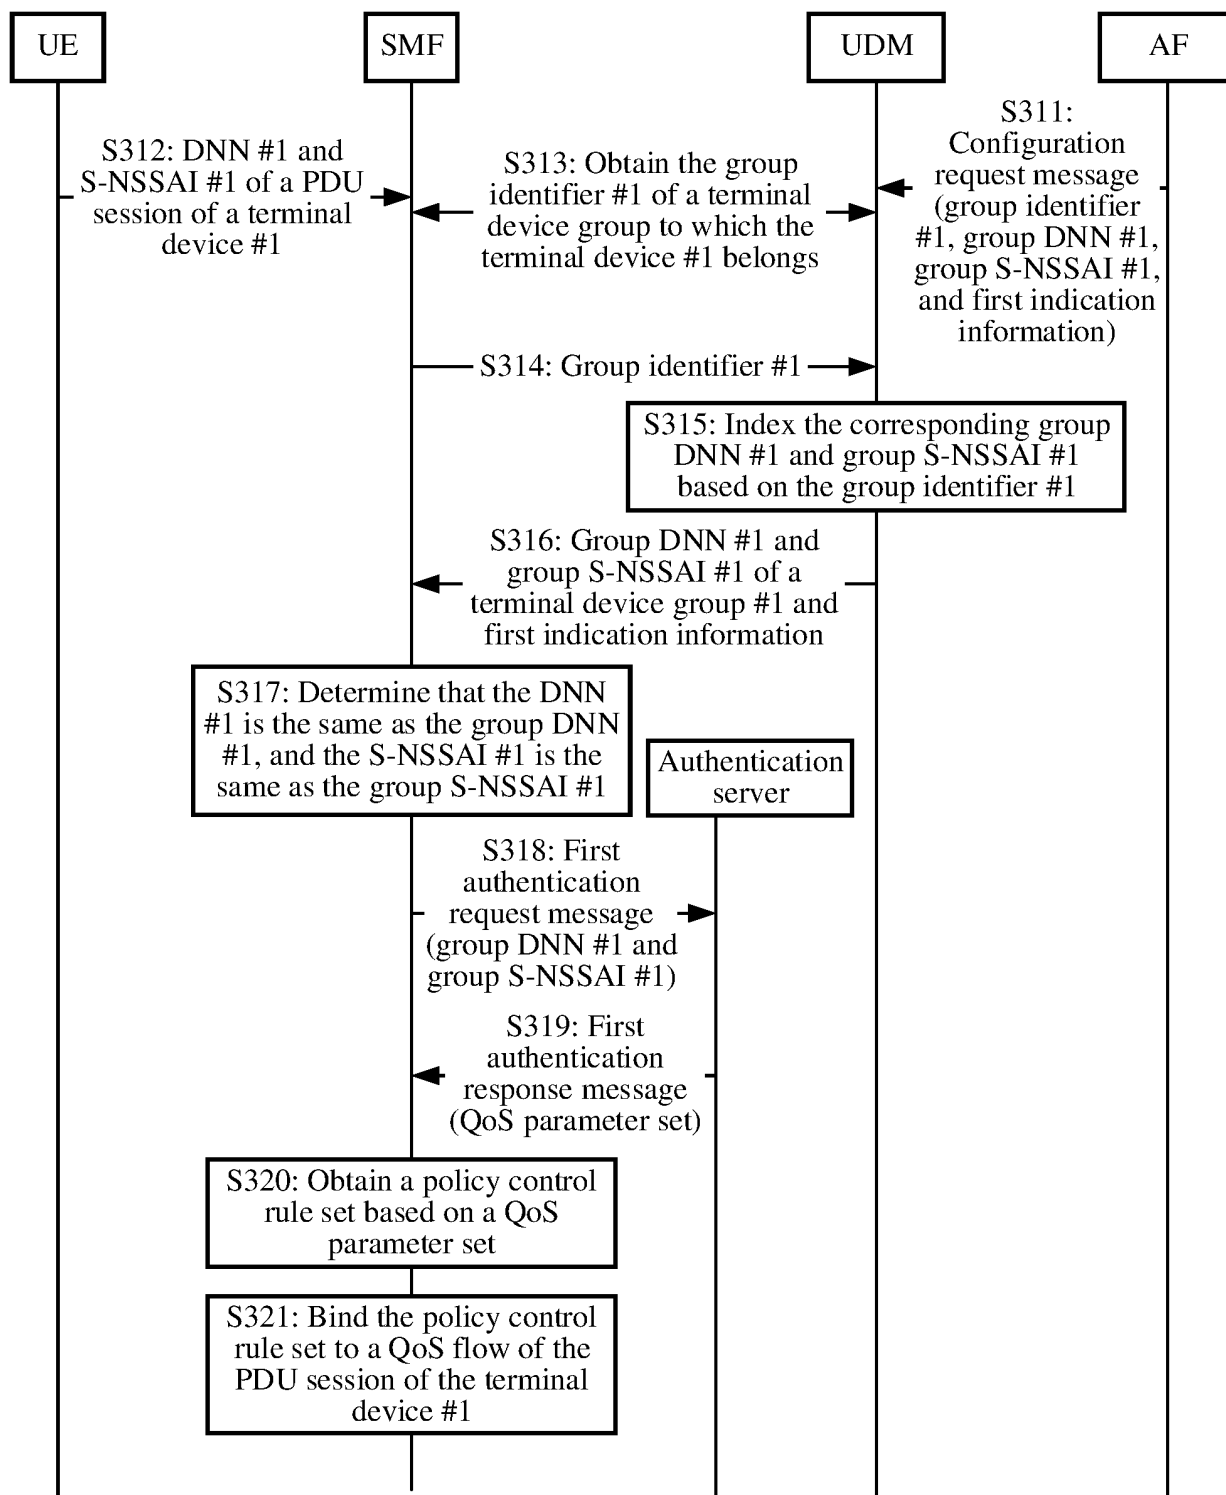 UE
SMF
UDM
AF
S311:
Configuration
request message
(group identifier
#1, group DNN #1,
group S-NSSAI #1,
and first indication
information)
S312: DNN #1 and
S-NSSAI #1 of a PDU
session of a terminal
device #1
S313: Obtain the group
identifier #1 of a terminal
device group to which the
terminal device #1 belongs
S314: Group identifier #1
S315: Index the corresponding group
DNN #1 and group S-NSSAI #1
based on the group identifier #1
S316: Group DNN #1 and
group S-NSSAI #1 of a
terminal device group #1 and
first indication information
S317: Determine that the DNN
#1 is the same as the group DNN
#1, and the S-NSSAI #1 is the
same as the group S-NSSAI #1
Authentication
server
S318: First
authentication
request message
(group DNN #1 and
group S-NSSAI #1)
S319: First
authentication
response message
(QoS parameter set)
S320: Obtain a policy control
rule set based on a QoS
parameter set
S321: Bind the policy control
rule set to a QoS flow of the
PDU session of the terminal
device #1